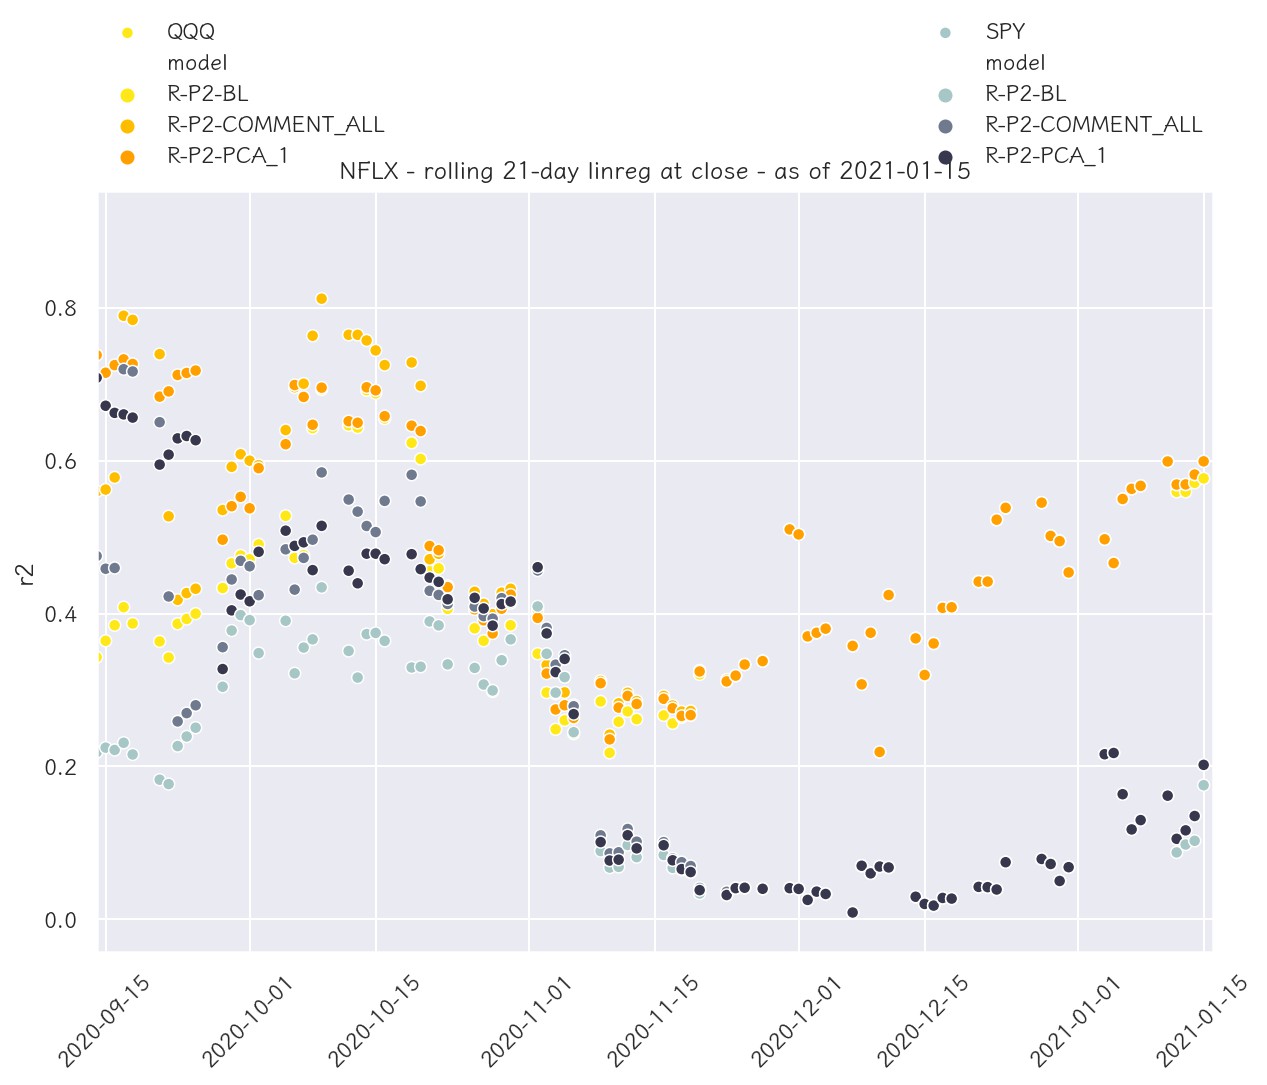 QQQ
model
R-P2-BL
R-P2-COMMENT_ALL
R-P2-PCA_1
SPY
model
R-P2-BL
R-P2-COMMENT_ALL
R-P2-PCA_1
NFLX - rolling 21-day linreg at close - as of 2021-01-15
r2
0.8
0.6
0.4
0.2
0.0
2020-09-15
2020-10-01
2020-10-15
2020-11-01
2020-11-15
2020-12-01
2020-12-15
2021-01-01
2021-01-15